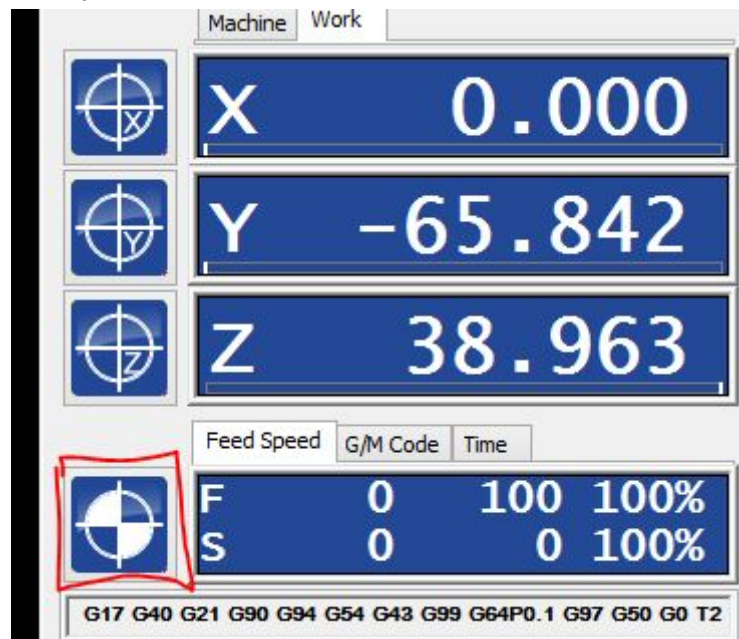 Machine Work
X X 0.000
Y Y -65.842
Z Z 38.963
Feed Speed G/M Code Time
F 0 100 100%
S 0 0 100%
G17 G40 G21 G90 G94 G54 G43 G99 G64P0.1 G97 G50 G0 T2